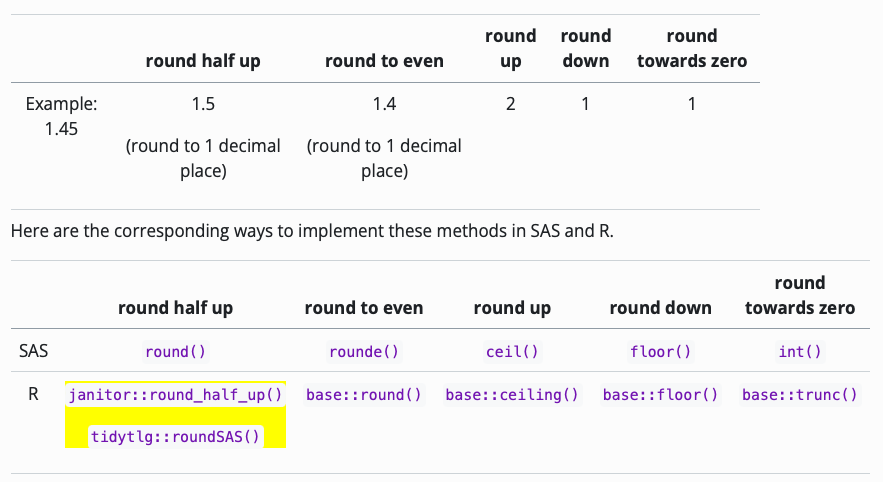 round half up round to even round up round down round towards zero
Example: 1.45 1.5 1.4 2 1 1
(round to 1 decimal place) (round to 1 decimal place)
Here are the corresponding ways to implement these methods in SAS and R.
round half up round to even round up round down round towards zero
SAS round() rounde() ceil() floor() int()
R janitor::round_half_up() base::round() base::ceiling() base::floor() base::trunc()
tidytlg::roundSAS()